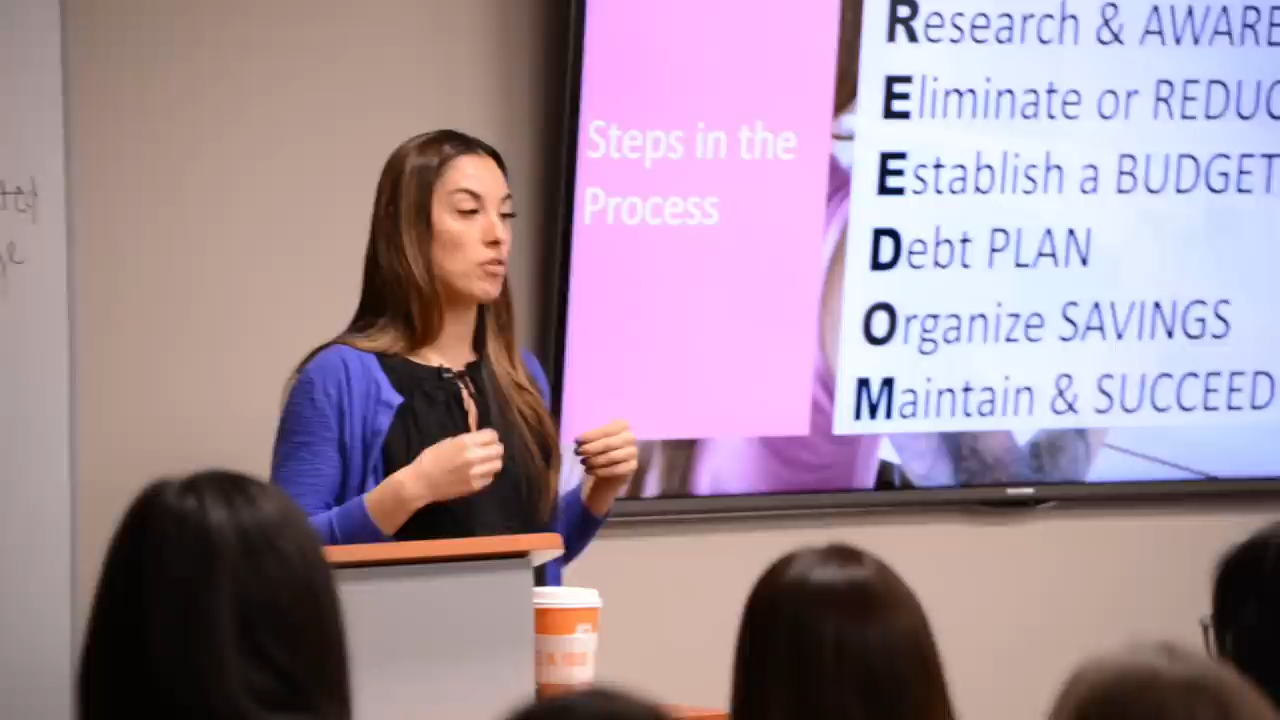 Steps in the
Process
Research & AWARE
Eliminate or REDUC
Establish a BUDGET
Debt PLAN
Organize SAVINGS
Maintain & SUCCEED